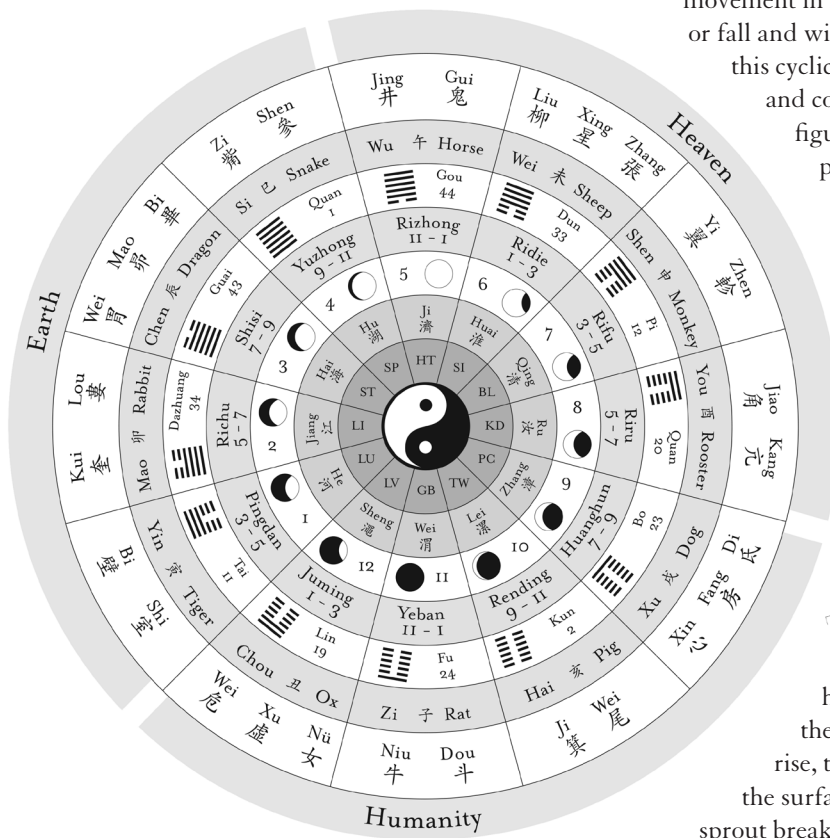 movement in
or fall and wi
this cyclic
and co
figu
p
Heaven
Earth
Humanity
Jing 井
Gui 鬼
Liu 柳
Xing 星
Zhang 張
Yi 翼
Zhen 軫
Jiao 角
Kang 元
Di 氐
Fang 房
Xin 心
Wei 尾
Ji 箕
Dou 斗
Niu 牛
Nü 女
Xu 虛
Wei 危
Shi 室
Bi 壁
Kui 奎
Lou 婁
Wei 胃
Mao 昴
Bi 畢
Zi 觜
Shen 參
Wu 午 Horse
Wei 未 Sheep
Shen 申 Monkey
You 酉 Rooster
Xu 戌 Dog
Hai 亥 Pig
Zi 子 Rat
Chou 丑 Ox
Yin 寅 Tiger
Mao 卯 Rabbit
Chen 辰 Dragon
Si 巳 Snake
Gou
44
Dun
33
Pi
12
Quan
20
Bo
23
Kun
2
Fu
24
Lin
19
Tai
11
Dazhuang
34
Guai
43
Quan
1
Rizhong
11 - 1
Ridie
1 - 3
Rifu
3 - 5
Riru
5 - 7
Huanghun
7 - 9
Rending
9 - 11
Yeban
11 - 1
Juming
1 - 3
Pingdan
3 - 5
Richu
5 - 7
Shisi
7 - 9
Yuzhong
9 - 11
5
6
7
8
9
10
11
12
1
2
3
4
Ji 濟
Huai 淮
Qing 清
Ru 汝
Zhang 漳
Lei 漯
Wei 渭
Sheng 澠
He 河
Jiang 江
Hai 海
Hu 湖
HT
SI
BL
KD
PC
TW
GB
LV
LU
LI
ST
SP
h
the
rise, t
the surfa
sprout break